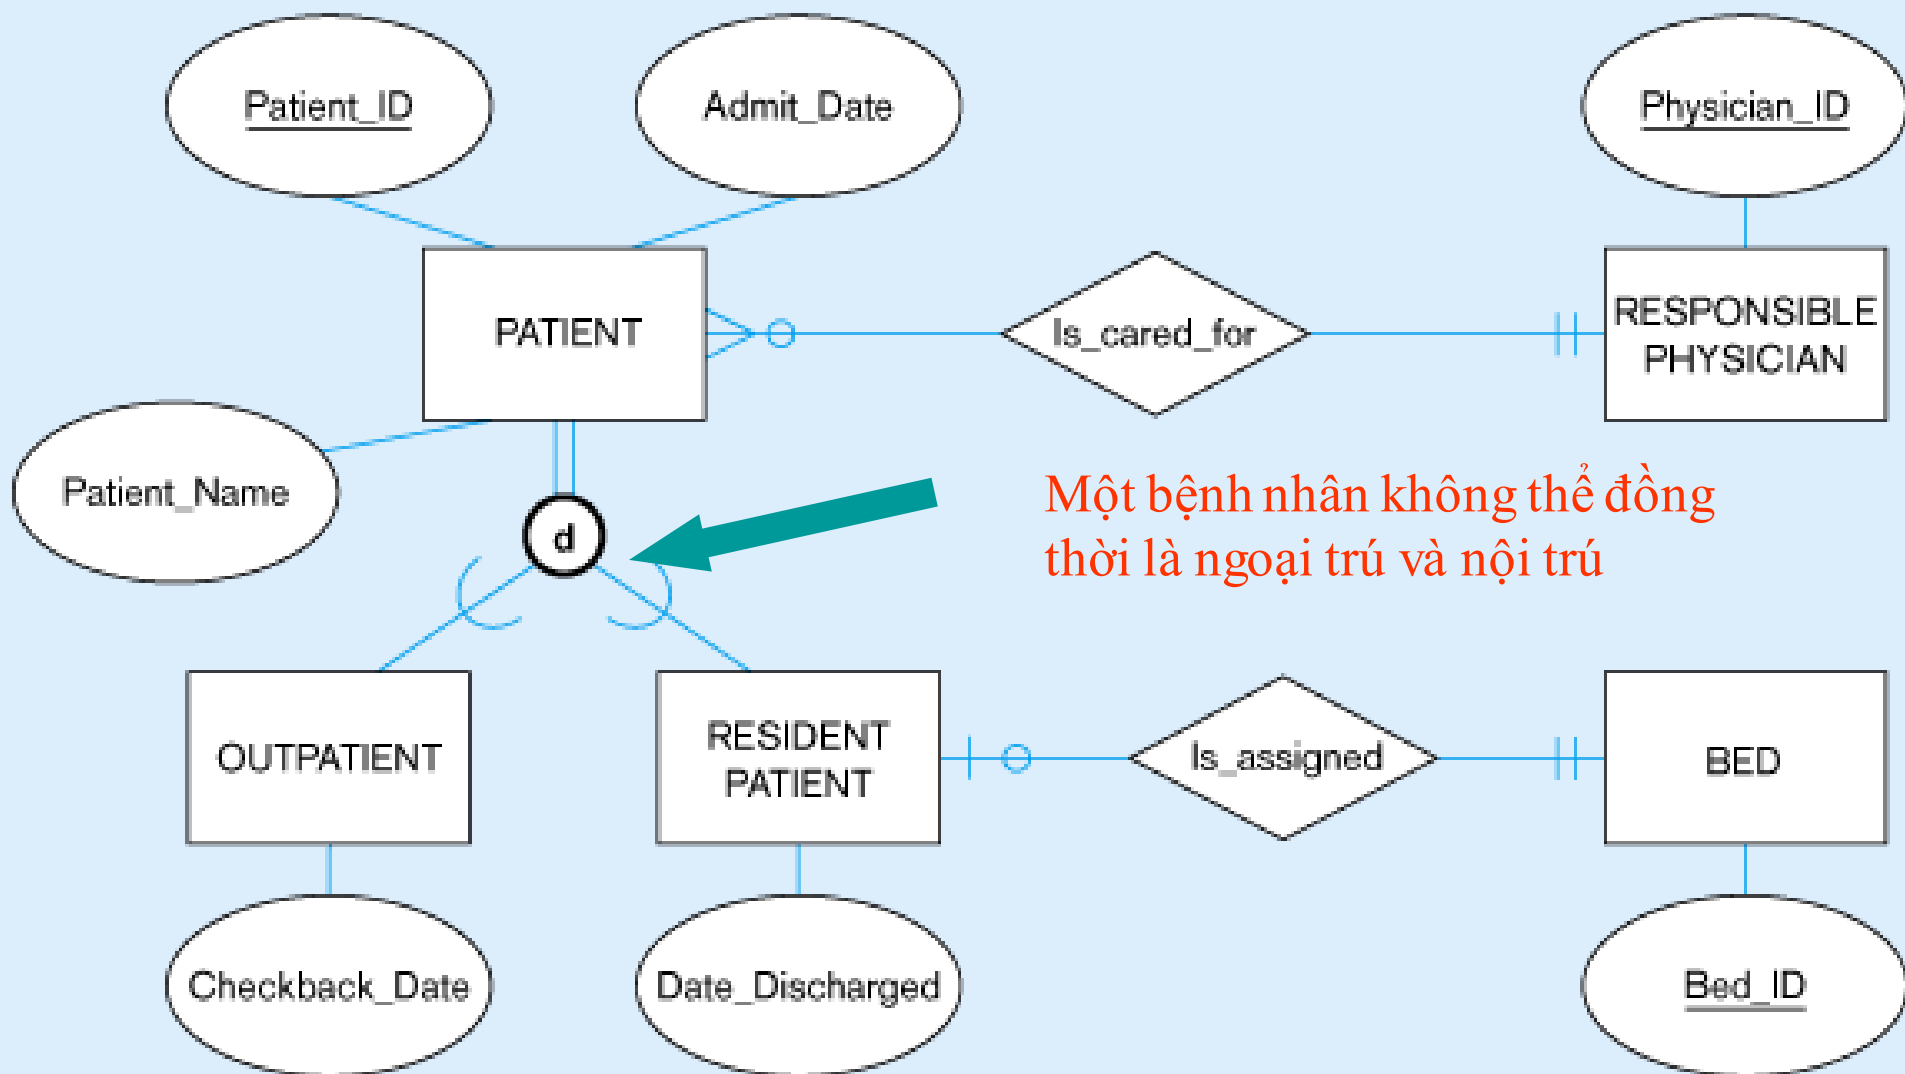 Patient_ID
Admit_Date
Physician_ID
PATIENT
Is_cared_for
RESPONSIBLE
PHYSICIAN
Patient_Name
d
Một bệnh nhân không thể đồng
thời là ngoại trú và nội trú
OUTPATIENT
RESIDENT
PATIENT
Is_assigned
BED
Checkback_Date
Date_Discharged
Bed_ID